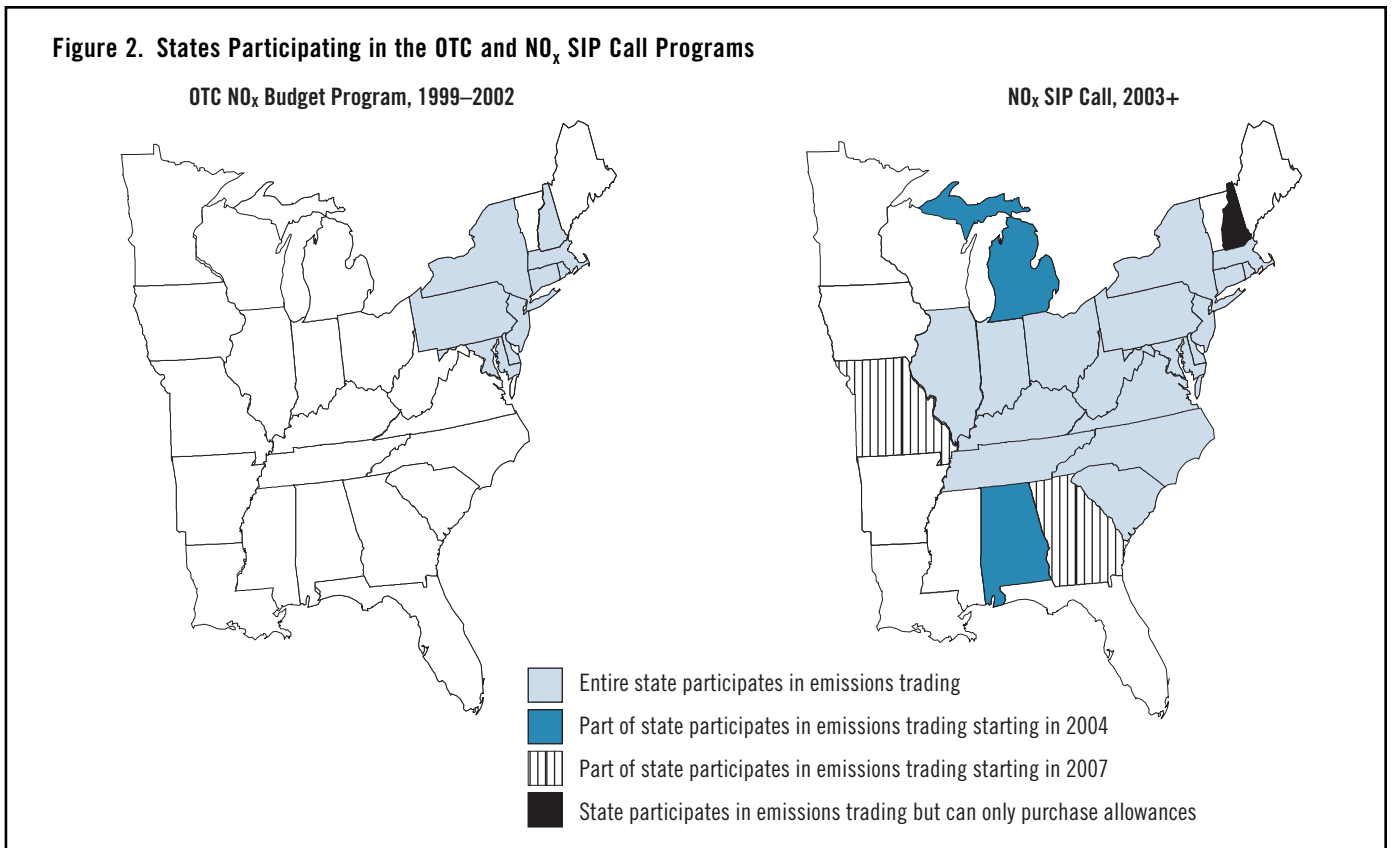 Figure 2. States Participating in the OTC and NOx SIP Call Programs
OTC NOx Budget Program, 1999–2002
NOx SIP Call, 2003+
Entire state participates in emissions trading
Part of state participates in emissions trading starting in 2004
Part of state participates in emissions trading starting in 2007
State participates in emissions trading but can only purchase allowances